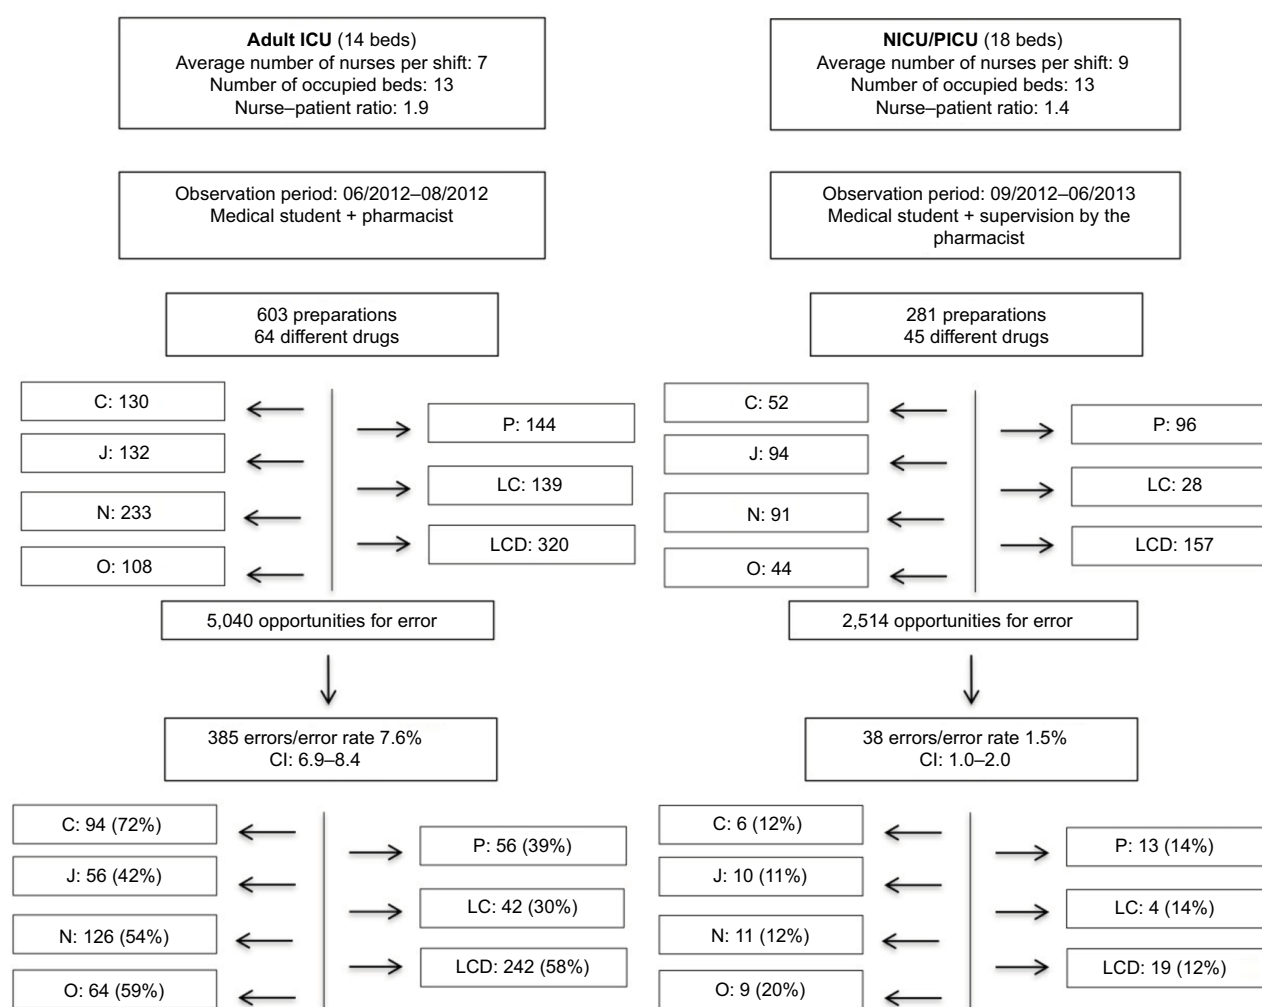 Adult ICU (14 beds)
Average number of nurses per shift: 7
Number of occupied beds: 13
Nurse–patient ratio: 1.9
NICU/PICU (18 beds)
Average number of nurses per shift: 9
Number of occupied beds: 13
Nurse–patient ratio: 1.4
Observation period: 06/2012–08/2012
Medical student + pharmacist
Observation period: 09/2012–06/2013
Medical student + supervision by the
pharmacist
603 preparations
64 different drugs
281 preparations
45 different drugs
C: 130
J: 132
N: 233
O: 108
P: 144
LC: 139
LCD: 320
C: 52
J: 94
N: 91
O: 44
P: 96
LC: 28
LCD: 157
5,040 opportunities for error
2,514 opportunities for error
385 errors/error rate 7.6%
CI: 6.9–8.4
38 errors/error rate 1.5%
CI: 1.0–2.0
C: 94 (72%)
J: 56 (42%)
N: 126 (54%)
O: 64 (59%)
P: 56 (39%)
LC: 42 (30%)
LCD: 242 (58%)
C: 6 (12%)
J: 10 (11%)
N: 11 (12%)
O: 9 (20%)
P: 13 (14%)
LC: 4 (14%)
LCD: 19 (12%)